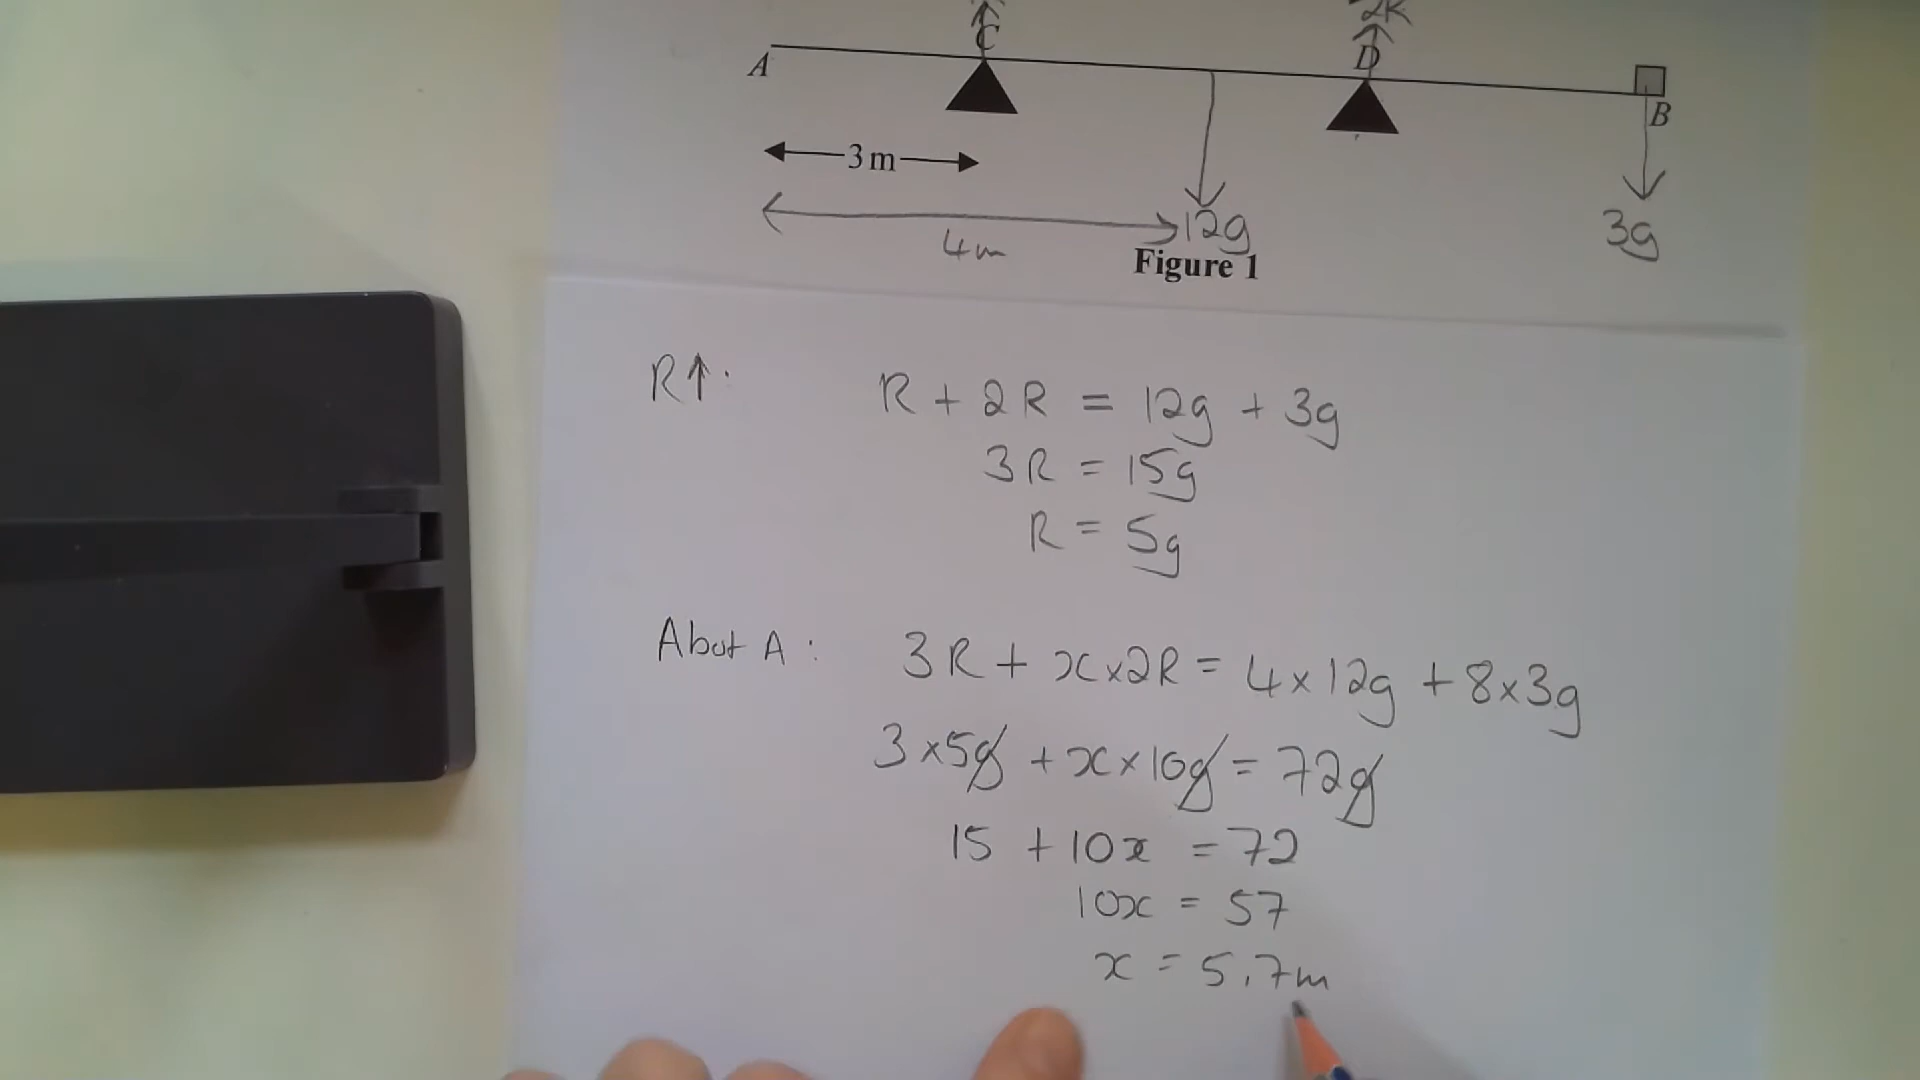 C
2R
D
A
B
3 m
12g
3g
4m
Figure 1
R↑:
R + 2R = 12g + 3g
3R = 15g
R = 5g
Abut A :
3R + x×2R = 4×12g + 8×3g
3×5g + x×10g = 72g
15 + 10x = 72
10x = 57
x = 5.7m